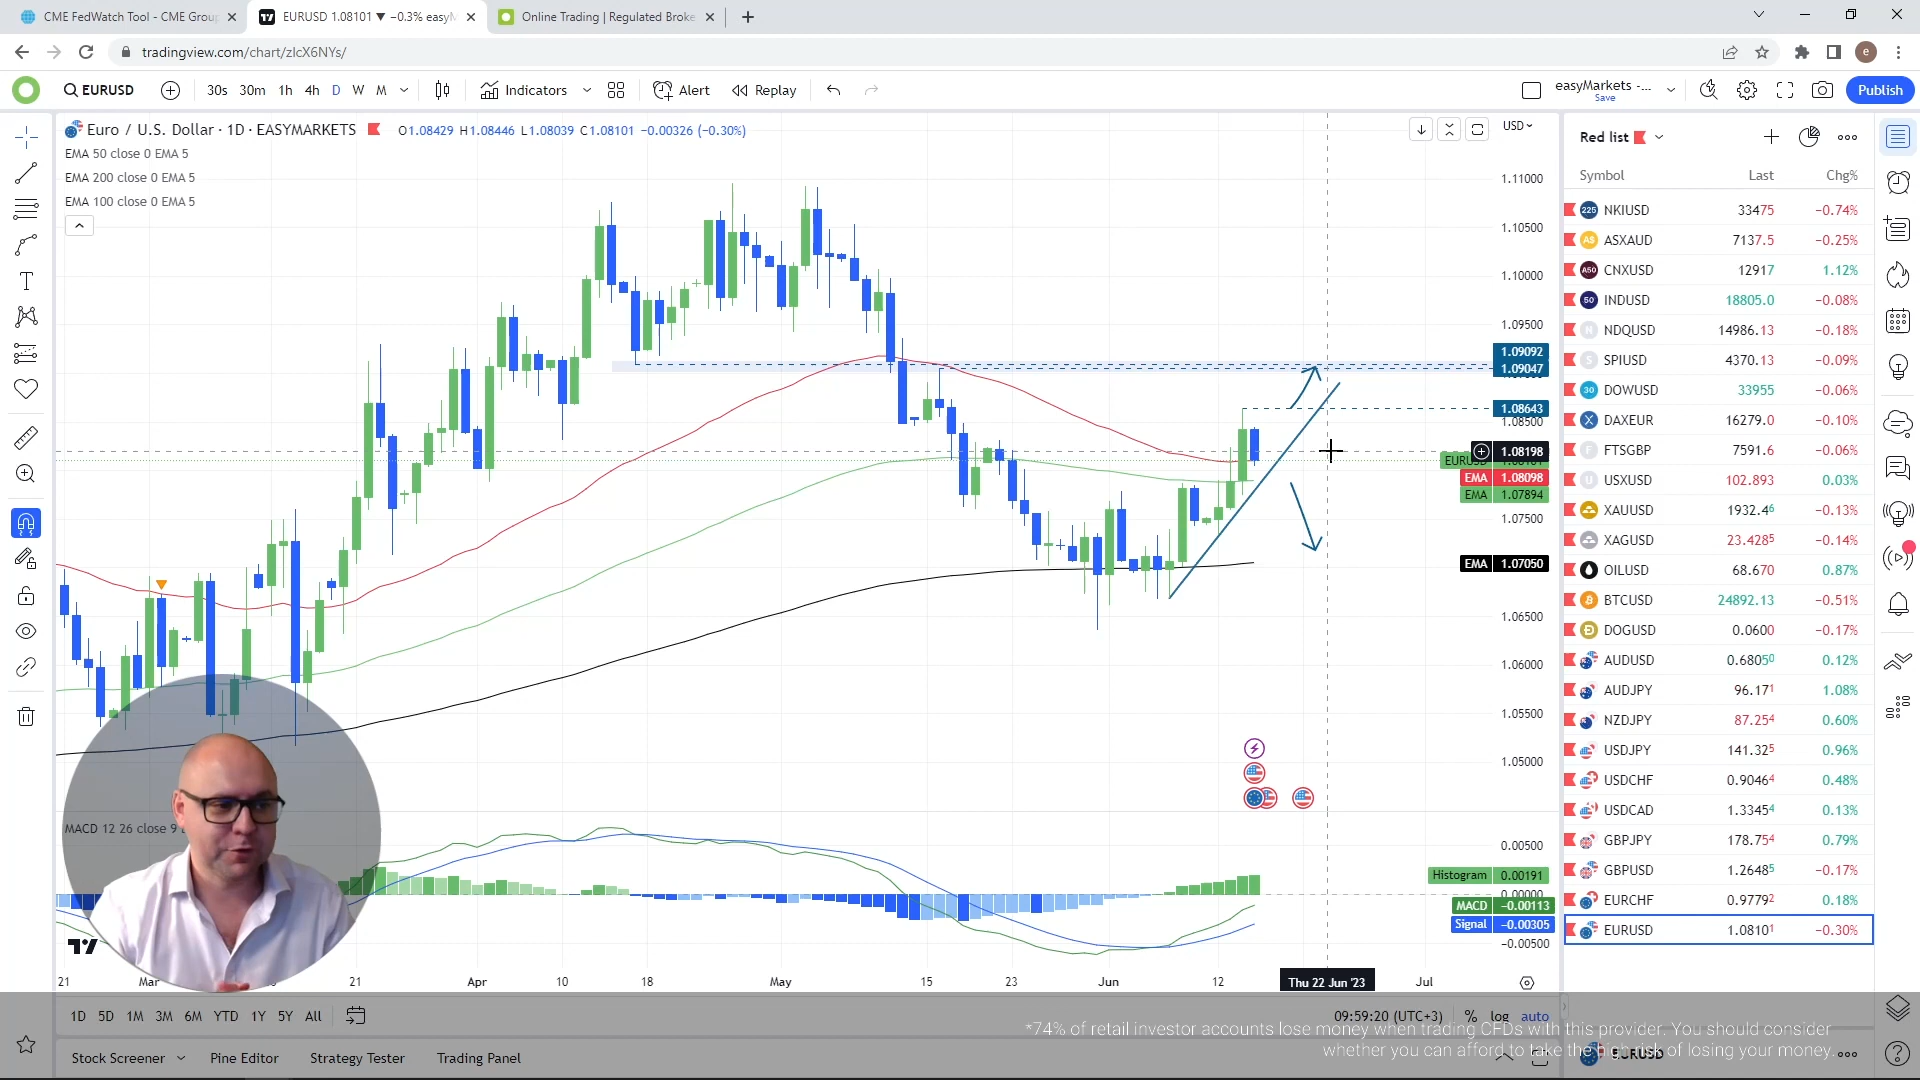 CME FedWatch Tool - CME Group
EURUSD 1.08101 ▼ −0.3% easyM
Online Trading | Regulated Broke
tradingview.com/chart/zlcX6NYs/
e
EURUSD
30s 30m 1h 4h D W M
Indicators
Alert
Replay
easyMarkets -...
Save
Publish
Euro / U.S. Dollar · 1D · EASYMARKETS
O1.08429 H1.08446 L1.08039 C1.08101 −0.00326 (−0.30%)
EMA 50 close 0 EMA 5
EMA 200 close 0 EMA 5
EMA 100 close 0 EMA 5
USD
1.11000
1.10500
1.10000
1.09500
1.09092
1.09047
1.08643
1.08500
1.08198
EURUSD
EMA 1.08098
EMA 1.07894
1.07500
EMA 1.07050
1.06500
1.06000
1.05500
1.05000
MACD 12 26 close 9
0.00500
Histogram 0.00191
0.00000
MACD −0.00113
Signal −0.00305
−0.00500
21 Mar 21 Apr 10 18 May 15 23 Jun 12 Thu 22 Jun '23 Jul
1D 5D 1M 3M 6M YTD 1Y 5Y All
09:59:20 (UTC+3) % log auto
Stock Screener Pine Editor Strategy Tester Trading Panel
Red list
Symbol Last Chg%
225 NKIUSD 33475 −0.74%
A$ ASXAUD 7137.5 −0.25%
A50 CNXUSD 12917 1.12%
50 INDUSD 18805.0 −0.08%
N NDQUSD 14986.13 −0.18%
S SPIUSD 4370.13 −0.09%
30 DOWUSD 33955 −0.06%
X DAXEUR 16279.0 −0.10%
F FTSGBP 7591.6 −0.06%
U USXUSD 102.893 0.03%
XAUUSD 1932.46 −0.13%
XAGUSD 23.4285 −0.14%
OILUSD 68.670 0.87%
BTCUSD 24892.13 −0.51%
DOGUSD 0.0600 −0.17%
AUDUSD 0.68050 0.12%
AUDJPY 96.171 1.08%
NZDJPY 87.254 0.60%
USDJPY 141.325 0.96%
USDCHF 0.90464 0.48%
USDCAD 1.33454 0.13%
GBPJPY 178.754 0.79%
GBPUSD 1.26485 −0.17%
EURCHF 0.97792 0.18%
EURUSD 1.08101 −0.30%
EURUSD
*74% of retail investor accounts lose money when trading CFDs with this provider. You should consider
whether you can afford to take the high risk of losing your money.